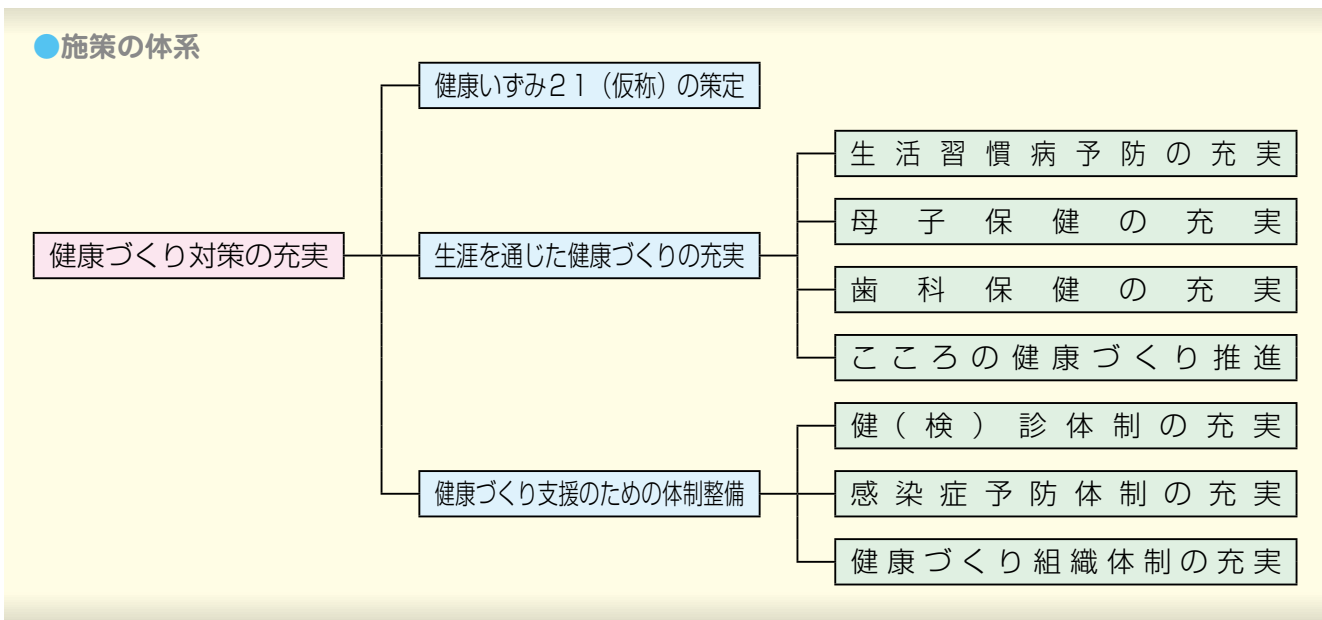 ●施策の体系
健康づくり対策の充実
健康いずみ21（仮称）の策定
生涯を通じた健康づくりの充実
生活習慣病予防の充実
母子保健の充実
歯科保健の充実
こころの健康づくり推進
健康づくり支援のための体制整備
健（検）診体制の充実
感染症予防体制の充実
健康づくり組織体制の充実